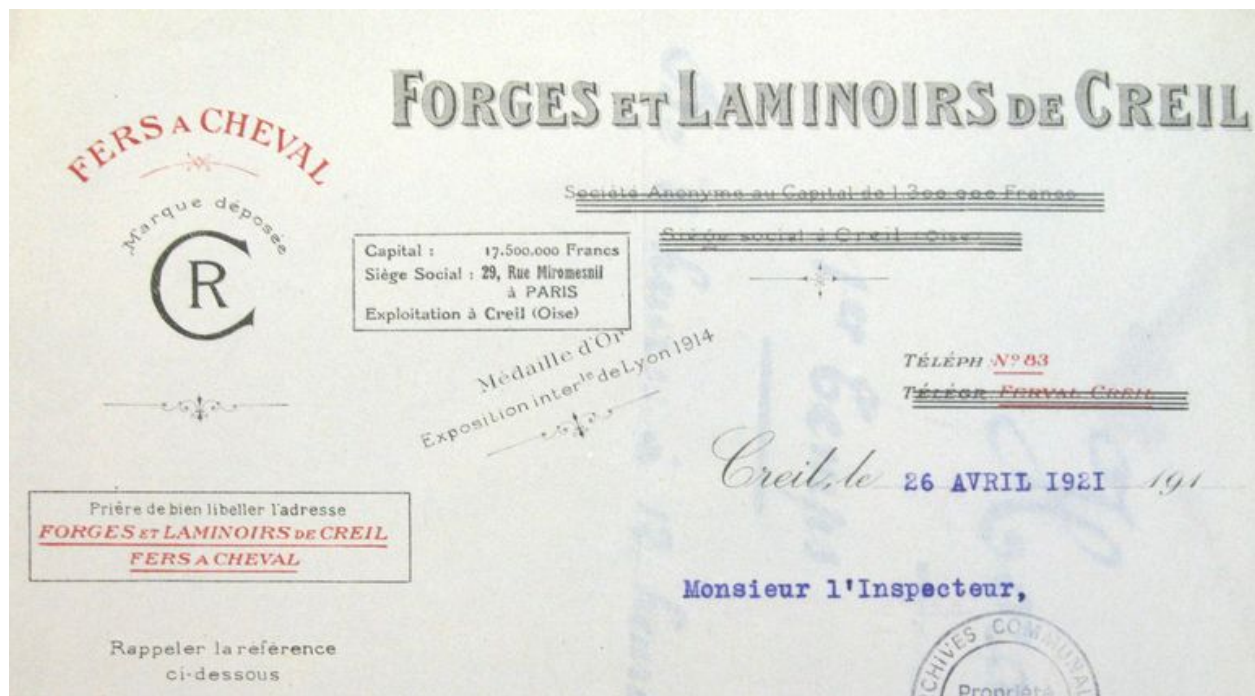 FORGES ET LAMINOIRS DE CREIL
FERS A CHEVAL
Marque déposée
CR
Société Anonyme au Capital de 1.300.000 Francs
Siège social à Creil (Oise)
Capital : 17.500.000 Francs
Siège Social : 29, Rue Miromesnil
à PARIS
Exploitation à Creil (Oise)
Médaille d'Or
Exposition inter.le de Lyon 1914
TÉLÉPH Nº 83
TÉLÉGR FERVAL CREIL
Creil, le 26 AVRIL 1921 191
Prière de bien libeller l'adresse
FORGES ET LAMINOIRS DE CREIL
FERS A CHEVAL
Monsieur l'Inspecteur,
Rappeler la référence
ci-dessous
Propriété